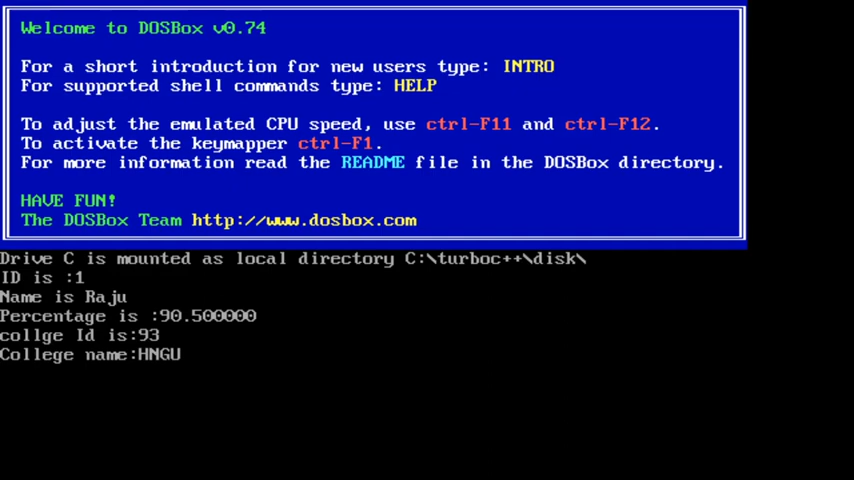 Welcome to DOSBox v0.74
For a short introduction for new users type: INTRO
For supported shell commands type: HELP
To adjust the emulated CPU speed, use ctrl-F11 and ctrl-F12.
To activate the keymapper ctrl-F1.
For more information read the README file in the DOSBox directory.
HAVE FUN!
The DOSBox Team http://www.dosbox.com
Drive C is mounted as local directory C:\turboc++\disk\
ID is :1
Name is Raju
Percentage is :90.500000
collge Id is:93
College name:HNGU